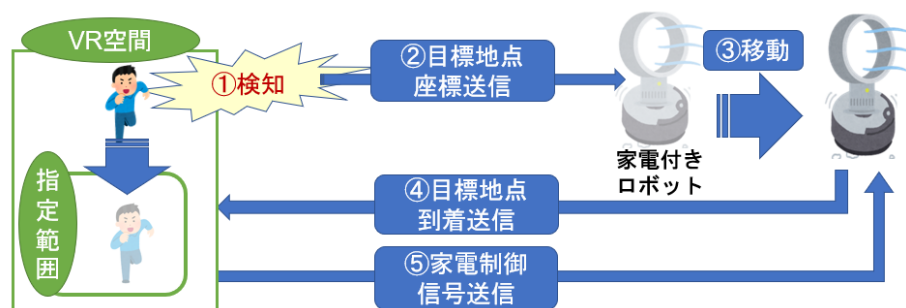 VR空間
①検知
②目標地点
座標送信
③移動
家電付き
ロボット
指定範囲
④目標地点
到着送信
⑤家電制御
信号送信